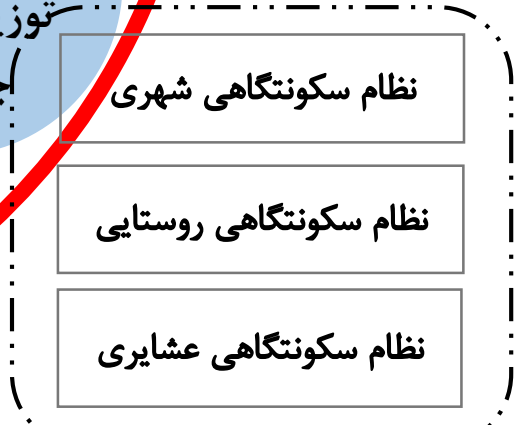 نظام سکونتگاهی شهری
نظام سکونتگاهی روستایی
نظام سکونتگاهی عشایری